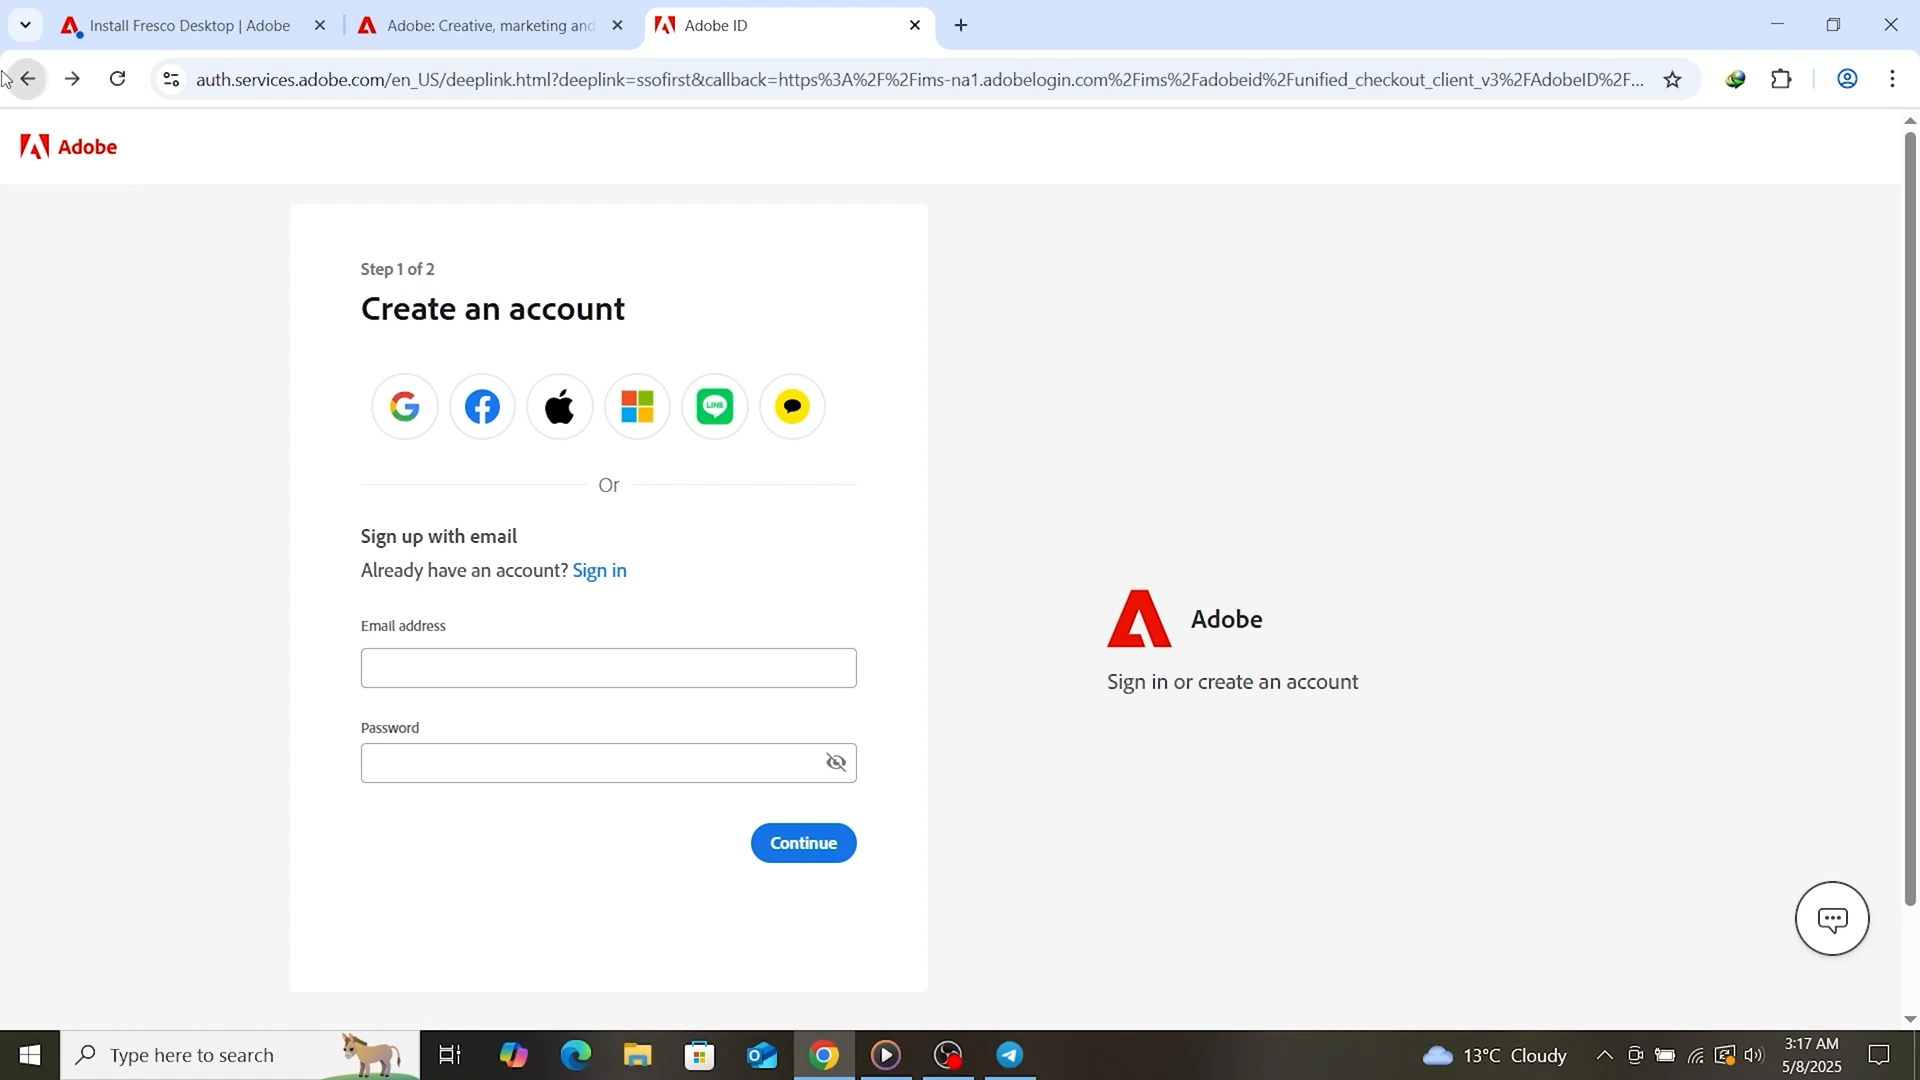 Install Fresco Desktop | Adobe
Adobe: Creative, marketing and
Adobe ID
auth.services.adobe.com/en_US/deeplink.html?deeplink=ssofirst&callback=https%3A%2F%2Fims-na1.adobelogin.com%2Fims%2Fadobeid%2Funified_checkout_client_v3%2FAdobeID%2F...
Adobe
Step 1 of 2
Create an account
LINE
Or
Sign up with email
Already have an account? Sign in
Email address
Password
Continue
Adobe
Sign in or create an account
Type here to search
13°C Cloudy
3:17 AM
5/8/2025